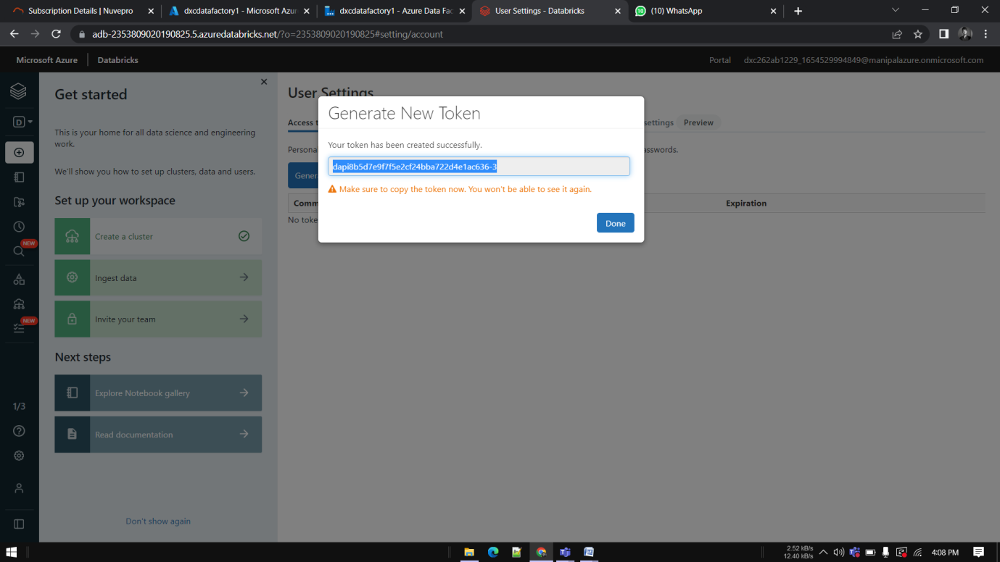 Subscription Details | Nuvepro
dxcdatafactory1 - Microsoft Azur
dxcdatafactory1 - Azure Data Fac
User Settings - Databricks
(10) WhatsApp
adb-2353809020190825.5.azuredatabricks.net/?o=2353809020190825#setting/account
Microsoft Azure | Databricks
Portal
dxc262ab1229_1654529994849@manipalazure.onmicrosoft.com
D
NEW
NEW
1/3
Get started
This is your home for all data science and engineering
work.
We'll show you how to set up clusters, data and users.
Set up your workspace
Create a cluster
Ingest data
Invite your team
Next steps
Explore Notebook gallery
Read documentation
Don't show again
User Settings
Access t
settings
Preview
Persona
asswords.
Gener
Comm
Expiration
No toke
Generate New Token
Your token has been created successfully.
dapi8b5d7e9f7f5e2cf24bba722d4e1ac636-3
Make sure to copy the token now. You won't be able to see it again.
Done
2.52 kB/s
12.40 kB/s
4:08 PM